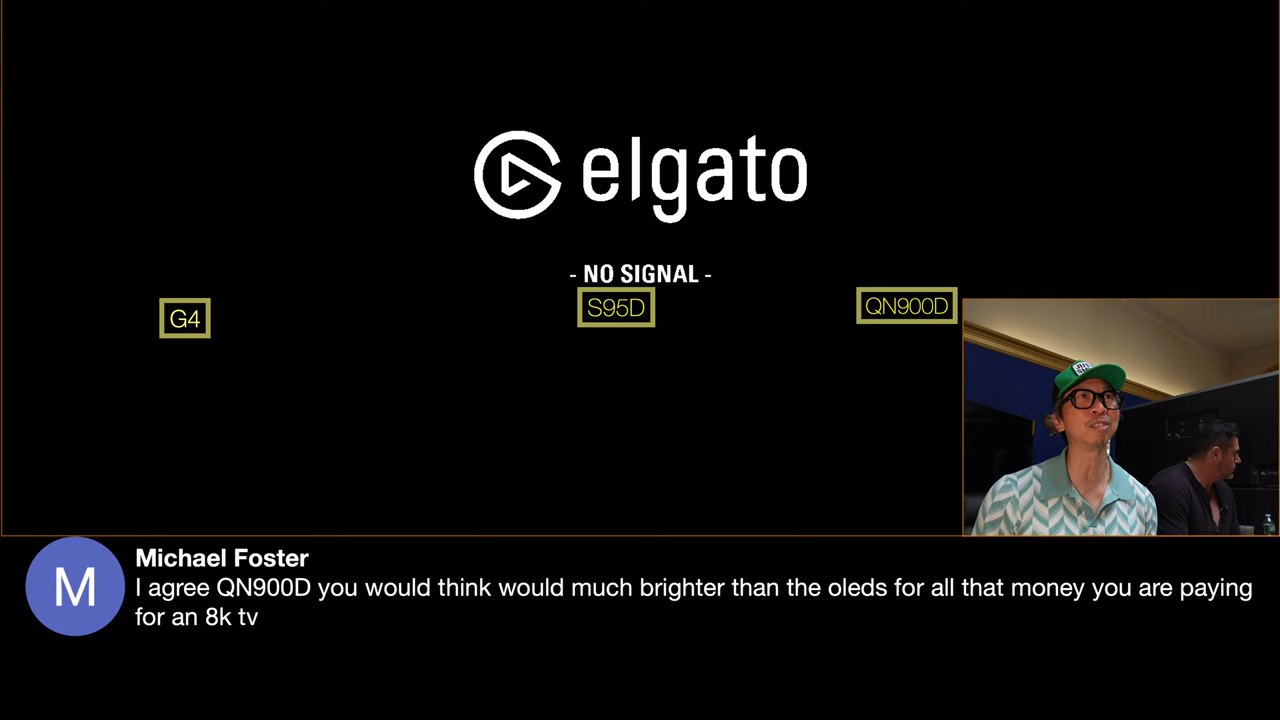 elgato
- NO SIGNAL -
G4
S95D
QN900D
M
Michael Foster
I agree QN900D you would think would much brighter than the oleds for all that money you are paying
for an 8k tv